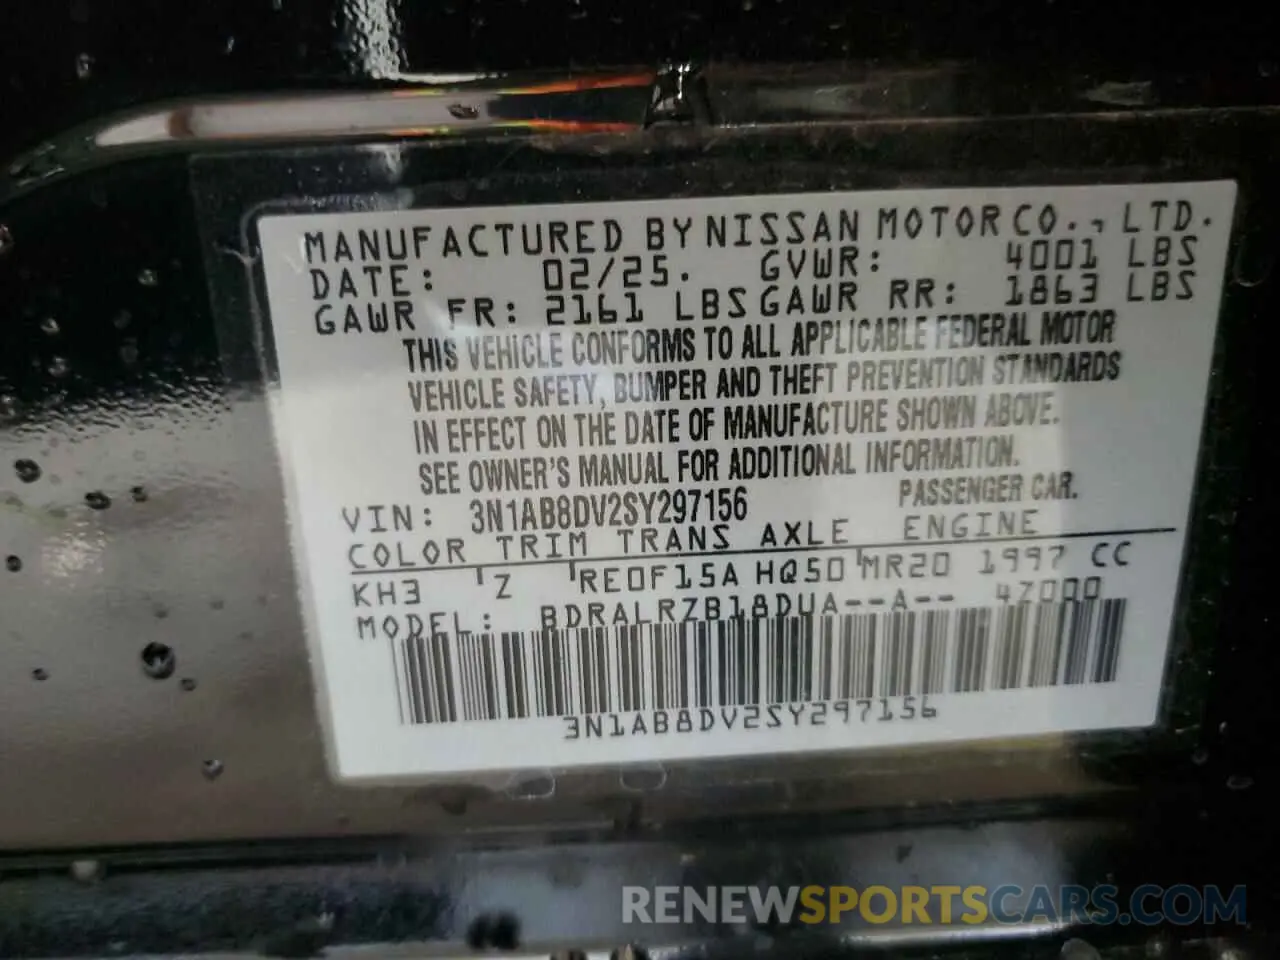 MANUFACTURED BY NISSAN MOTOR CO., LTD.
DATE: 02/25. GVWR: 4001 LBS
GAWR FR: 2161 LBS GAWR RR: 1863 LBS
THIS VEHICLE CONFORMS TO ALL APPLICABLE FEDERAL MOTOR
VEHICLE SAFETY, BUMPER AND THEFT PREVENTION STANDARDS
IN EFFECT ON THE DATE OF MANUFACTURE SHOWN ABOVE.
SEE OWNER'S MANUAL FOR ADDITIONAL INFORMATION.
VIN: 3N1AB8DV2SY297156 PASSENGER CAR.
COLOR TRIM TRANS AXLE ENGINE
KH3 Z RE0F15A HQ50 MR20 1997 CC
MODEL: BDRALRZB18DUA--A-- 47000
3N1AB8DV2SY297156
RENEWSPORTSCARS.COM